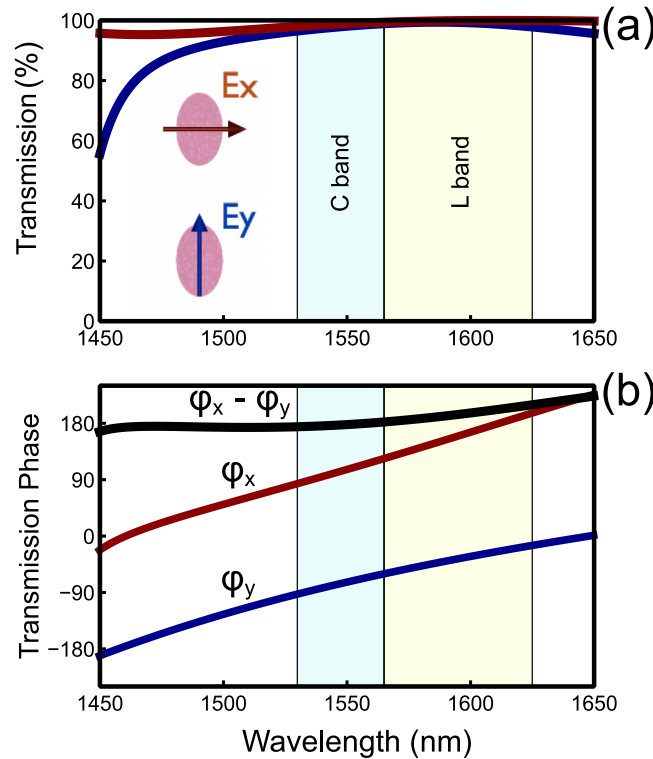 (a)
Transmission (%)
100
80
60
40
20
0
Ex
Ey
C band
L band
1450
1500
1550
1600
1650
(b)
Transmission Phase
180
90
0
−90
−180
φx - φy
φx
φy
1450
1500
1550
1600
1650
Wavelength (nm)